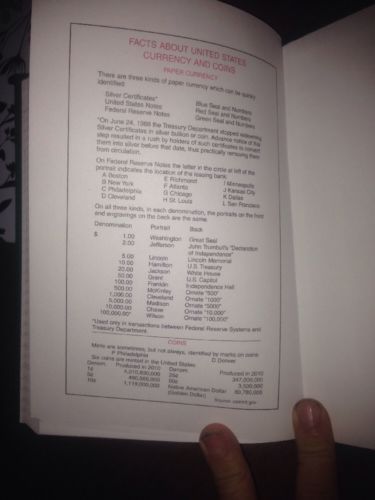 FACTS ABOUT UNITED STATES
CURRENCY AND COINS
PAPER CURRENCY
There are three kinds of paper currency which can be quickly
identified:
Silver Certificates* Blue Seal and Numbers
United States Notes Red Seal and Numbers
Federal Reserve Notes Green Seal and Numbers
*On June 24, 1968 the Treasury Department stopped redeeming
Silver Certificates in silver bullion or coin. Advance notice of this
step resulted in a rush by holders of such certificates to convert
them into silver before that date, thus practically removing them
from circulation.
On Federal Reserve Notes the letter in the circle at left of the
portrait indicates the location of the issuing bank:
A Boston E Richmond I Minneapolis
B New York F Atlanta J Kansas City
C Philadelphia G Chicago K Dallas
D Cleveland H St. Louis L San Francisco
On all three kinds, in each denomination, the portraits on the front
and engravings on the back are the same.
Denomination Portrait Back
$ 1.00 Washington Great Seal
2.00 Jefferson John Trumbull's "Declaration
of Independence"
5.00 Lincoln Lincoln Memorial
10.00 Hamilton U.S. Treasury
20.00 Jackson White House
50.00 Grant U.S. Capitol
100.00 Franklin Independence Hall
500.00 McKinley Ornate "500"
1,000.00 Cleveland Ornate "1000"
5,000.00 Madison Ornate "5000"
10,000.00 Chase Ornate "10,000"
100,000.00* Wilson Ornate "100,000"
*Used only in transactions between Federal Reserve Systems and
Treasury Department.
COINS
Mints are sometimes, but not always, identified by marks on coins:
P Philadelphia D Denver
Six coins are minted in the United States:
Denom. Produced in 2010 Denom. Produced in 2010
1¢ 4,010,830,000 25¢ 347,000,000
5¢ 490,560,000 50¢ 3,500,000
10¢ 1,119,000,000 Native American Dollar 80,780,000
(Golden Dollar)
Source: usmint.gov